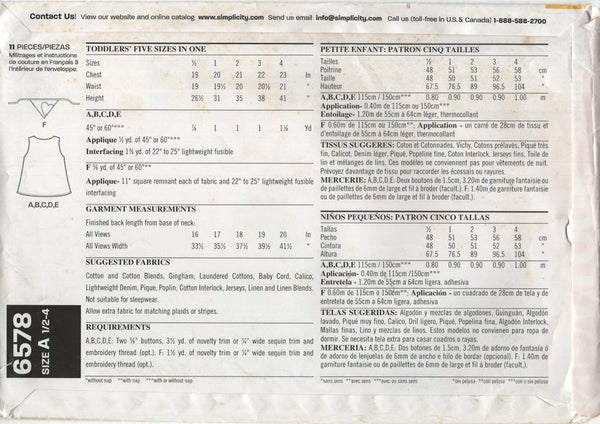 Contact Us! View our website and online catalog www.simplicity.com Send us email info@simplicity.com Call us (toll-free in U.S. & Canada) 1-888-588-2700
11 PIECES/PIEZAS
Métrages et Instructions
de couture en Français à
l'intérieur de l'enveloppe.
F
A,B,C,D,E
6578
SIZE A 1/2-4
TODDLERS' FIVE SIZES IN ONE
Sizes ½ 1 2 3 4
Chest 19 20 21 22 23 In
Waist 19 19½ 20 20½ 21 "
Height 26½ 31 35 38 41 "
A,B,C,D,E
45" or 60"*** ⅞ 1 1 1 1⅛ Yd
Applique ½ yd. of 45" or 60"***
Interfacing 1⅜ yd. of 22" to 25" lightweight fusible
F ⅝ yd. of 45" or 60"***
Applique- 11" square remnant each of fabric and 22" to 25" lightweight fusible
interfacing
GARMENT MEASUREMENTS
Finished back length from base of neck:
All Views 16 17 18 19 20 In
All Views Width 33½ 35½ 37½ 39½ 41½ "
SUGGESTED FABRICS
Cotton and Cotton Blends, Gingham, Laundered Cottons, Baby Cord, Calico,
Lightweight Denim, Pique, Poplin, Cotton Interlock, Jerseys, Linen and Linen Blends.
Not suitable for sleepwear.
Allow extra fabric for matching plaids or stripes.
REQUIREMENTS
A,B,C,D,E: Two ⅝" buttons, 3½ yd. of novelty trim or ¼" wide sequin trim and
embroidery thread (opt.). F: 1½ yd. of novelty trim or ¼" wide sequin trim and
embroidery thread (opt.).
*without nap **with nap ***with or without nap
PETITE ENFANT: PATRON CINQ TAILLES
Tailles ½ 1 2 3 4
Poitrine 48 51 53 56 58 cm
Taille 48 50 51 52 53 "
Hauteur 67.5 76.5 89 96.5 104 "
A,B,C,D,E 115cm / 150cm*** 0.80 0.90 0.90 0.90 1.00 m
Application- 0.40m de 115cm ou 150cm***
Entoilage- 1.20m de 55cm à 64cm léger, thermocollant
F 0.60m de 115cm ou 150cm**; Application - un carré de 28cm de tissu et
d'entoilage de 55cm à 64cm léger, thermocollant
TISSUS SUGGERES: Coton et Cotonnades, Vichy, Cotons prélavés, Piqué très
fin, Calicot, Denim léger, Piqué, Popeline fine, Coton Interlock, Jerseys fins, Toile de
lin et mélanges de lin. Ces modèles ne conviennent pas pour vêtements de nuit.
Prévoyez davantage de tissu pour raccorder les écossais ou rayures.
MERCERIE: A,B,C,D,E: Deux boutons de 1.5cm, 3.20m de garniture fantaisie ou
de paillettes de 6mm de large et fil à broder (facult.). F: 1.40m de garniture fantaisie
ou de paillettes de 6mm de large et fil à broder (facult.).
NIÑOS PEQUEÑOS: PATRON CINCO TALLAS
Tallas ½ 1 2 3 4
Pecho 48 51 53 56 58 cm
Cintura 48 50 51 52 53 "
Altura 67.5 76.5 89 96.5 104 "
A,B,C,D,E 115cm / 150cm*** 0.80 0.90 0.90 0.90 1.00 m
Aplicación- 0.40m de 115cm ou 150cm***
Entretela - 1.20m de 55cm a 64cm ligera, adhesiva
F 0.60m de 115cm o 150cm**; Aplicación - un cuadrado de 28cm de tela y de
entretela de 55cm a 64cm ligera, adhesiva
TELAS SUGERIDAS: Algodón y mezclas de algodones, Guinguán, Algodón
lavado, Piqué muy fino, Calico, Dril ligero, Piqué, Popelina fina, Algodón Interlock,
Mallas finas, Lino y mezclas de linos. Estos modelos no convienen para ropa de
dormir. Se necesita tela extra para casar cuadros o rayas.
MERCERIA: A,B,C,D,E: Dos botones de 1.5cm, 3.20m de adorno de fantasía ó
de adorno de lenjuelas de 6mm de ancho e hilo de bordar (opcional). F: 1.40m
de garniture fantaisie ou de paillettes de 6mm de large et fil à broder (facult.).
*sans sens **avec sens ***avec ou sans sens *sin pelusa **con pelusa ***con o sin pelusa